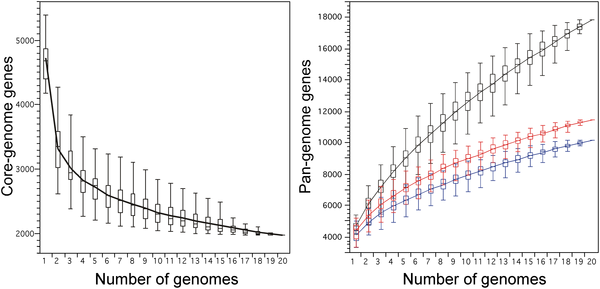 Core-genome genes
5000
4000
3000
2000
1 2 3 4 5 6 7 8 9 10 11 12 13 14 15 16 17 18 19 20
Number of genomes
Pan-genome genes
18000
16000
14000
12000
10000
8000
6000
4000
1 2 3 4 5 6 7 8 9 10 11 12 13 14 15 16 17 18 19 20
Number of genomes